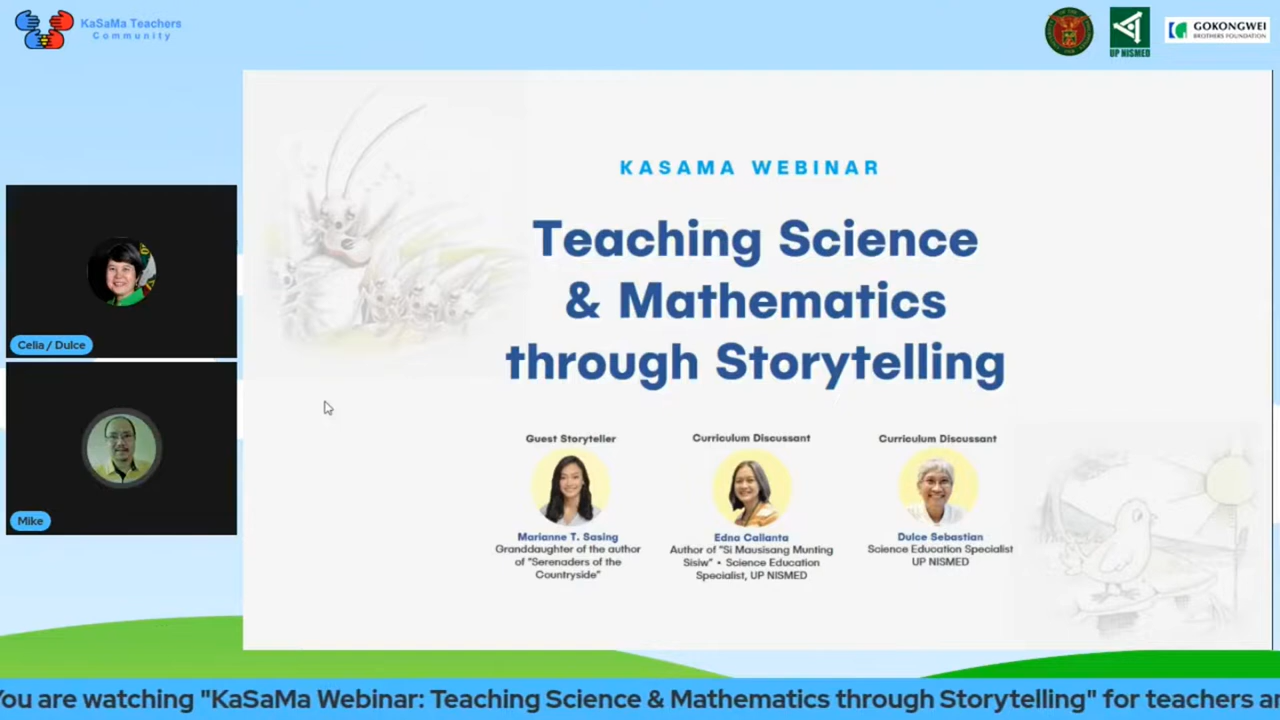 KaSaMa Teachers
Community
UP NISMED
GOKONGWEI
BROTHERS FOUNDATION
KASAMA WEBINAR
Teaching Science
& Mathematics
through Storytelling
Celia / Dulce
Mike
Guest Storyteller
Marianne T. Sasing
Granddaughter of the author
of "Serenaders of the
Countryside"
Curriculum Discussant
Edna Callanta
Author of "Si Mausisang Munting
Sisiw" • Science Education
Specialist, UP NISMED
Curriculum Discussant
Dulce Sebastian
Science Education Specialist
UP NISMED
You are watching "KaSaMa Webinar: Teaching Science & Mathematics through Storytelling" for teachers an